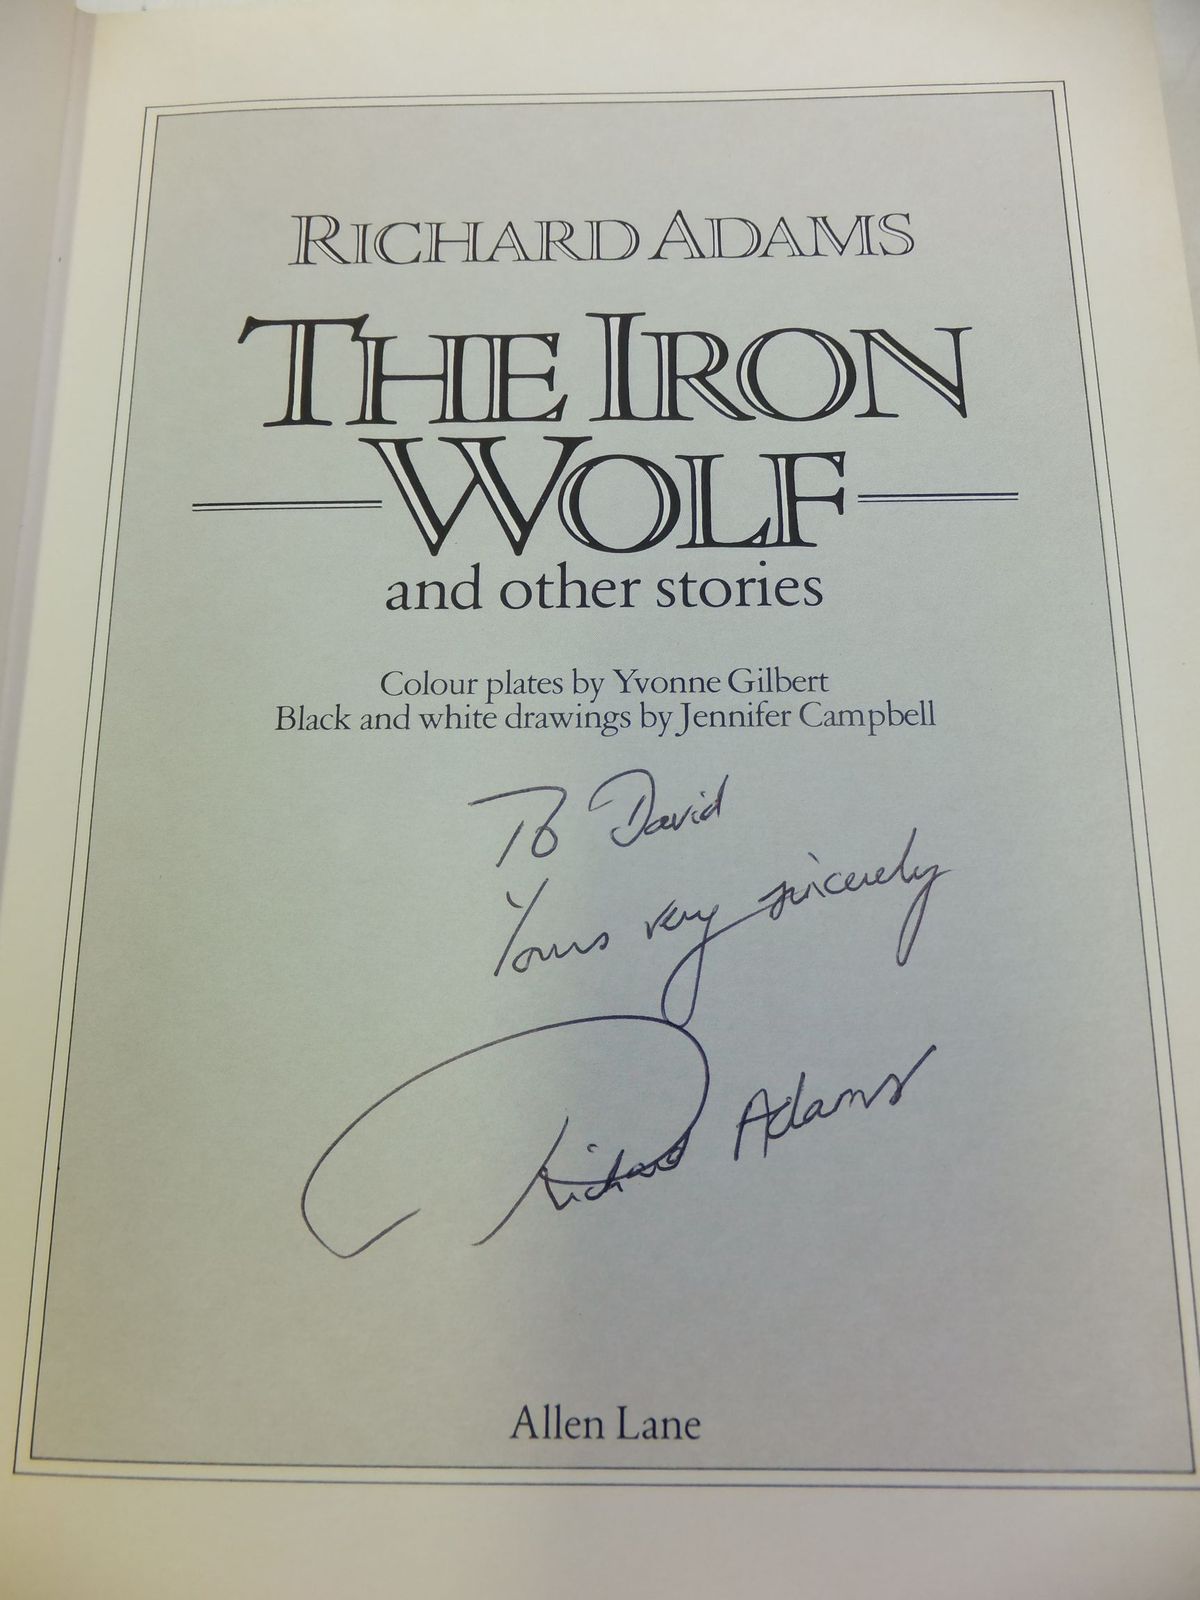 RICHARD ADAMS
THE IRON
WOLF
and other stories
Colour plates by Yvonne Gilbert
Black and white drawings by Jennifer Campbell
To David
Yours very sincerely
Richard Adams
Allen Lane